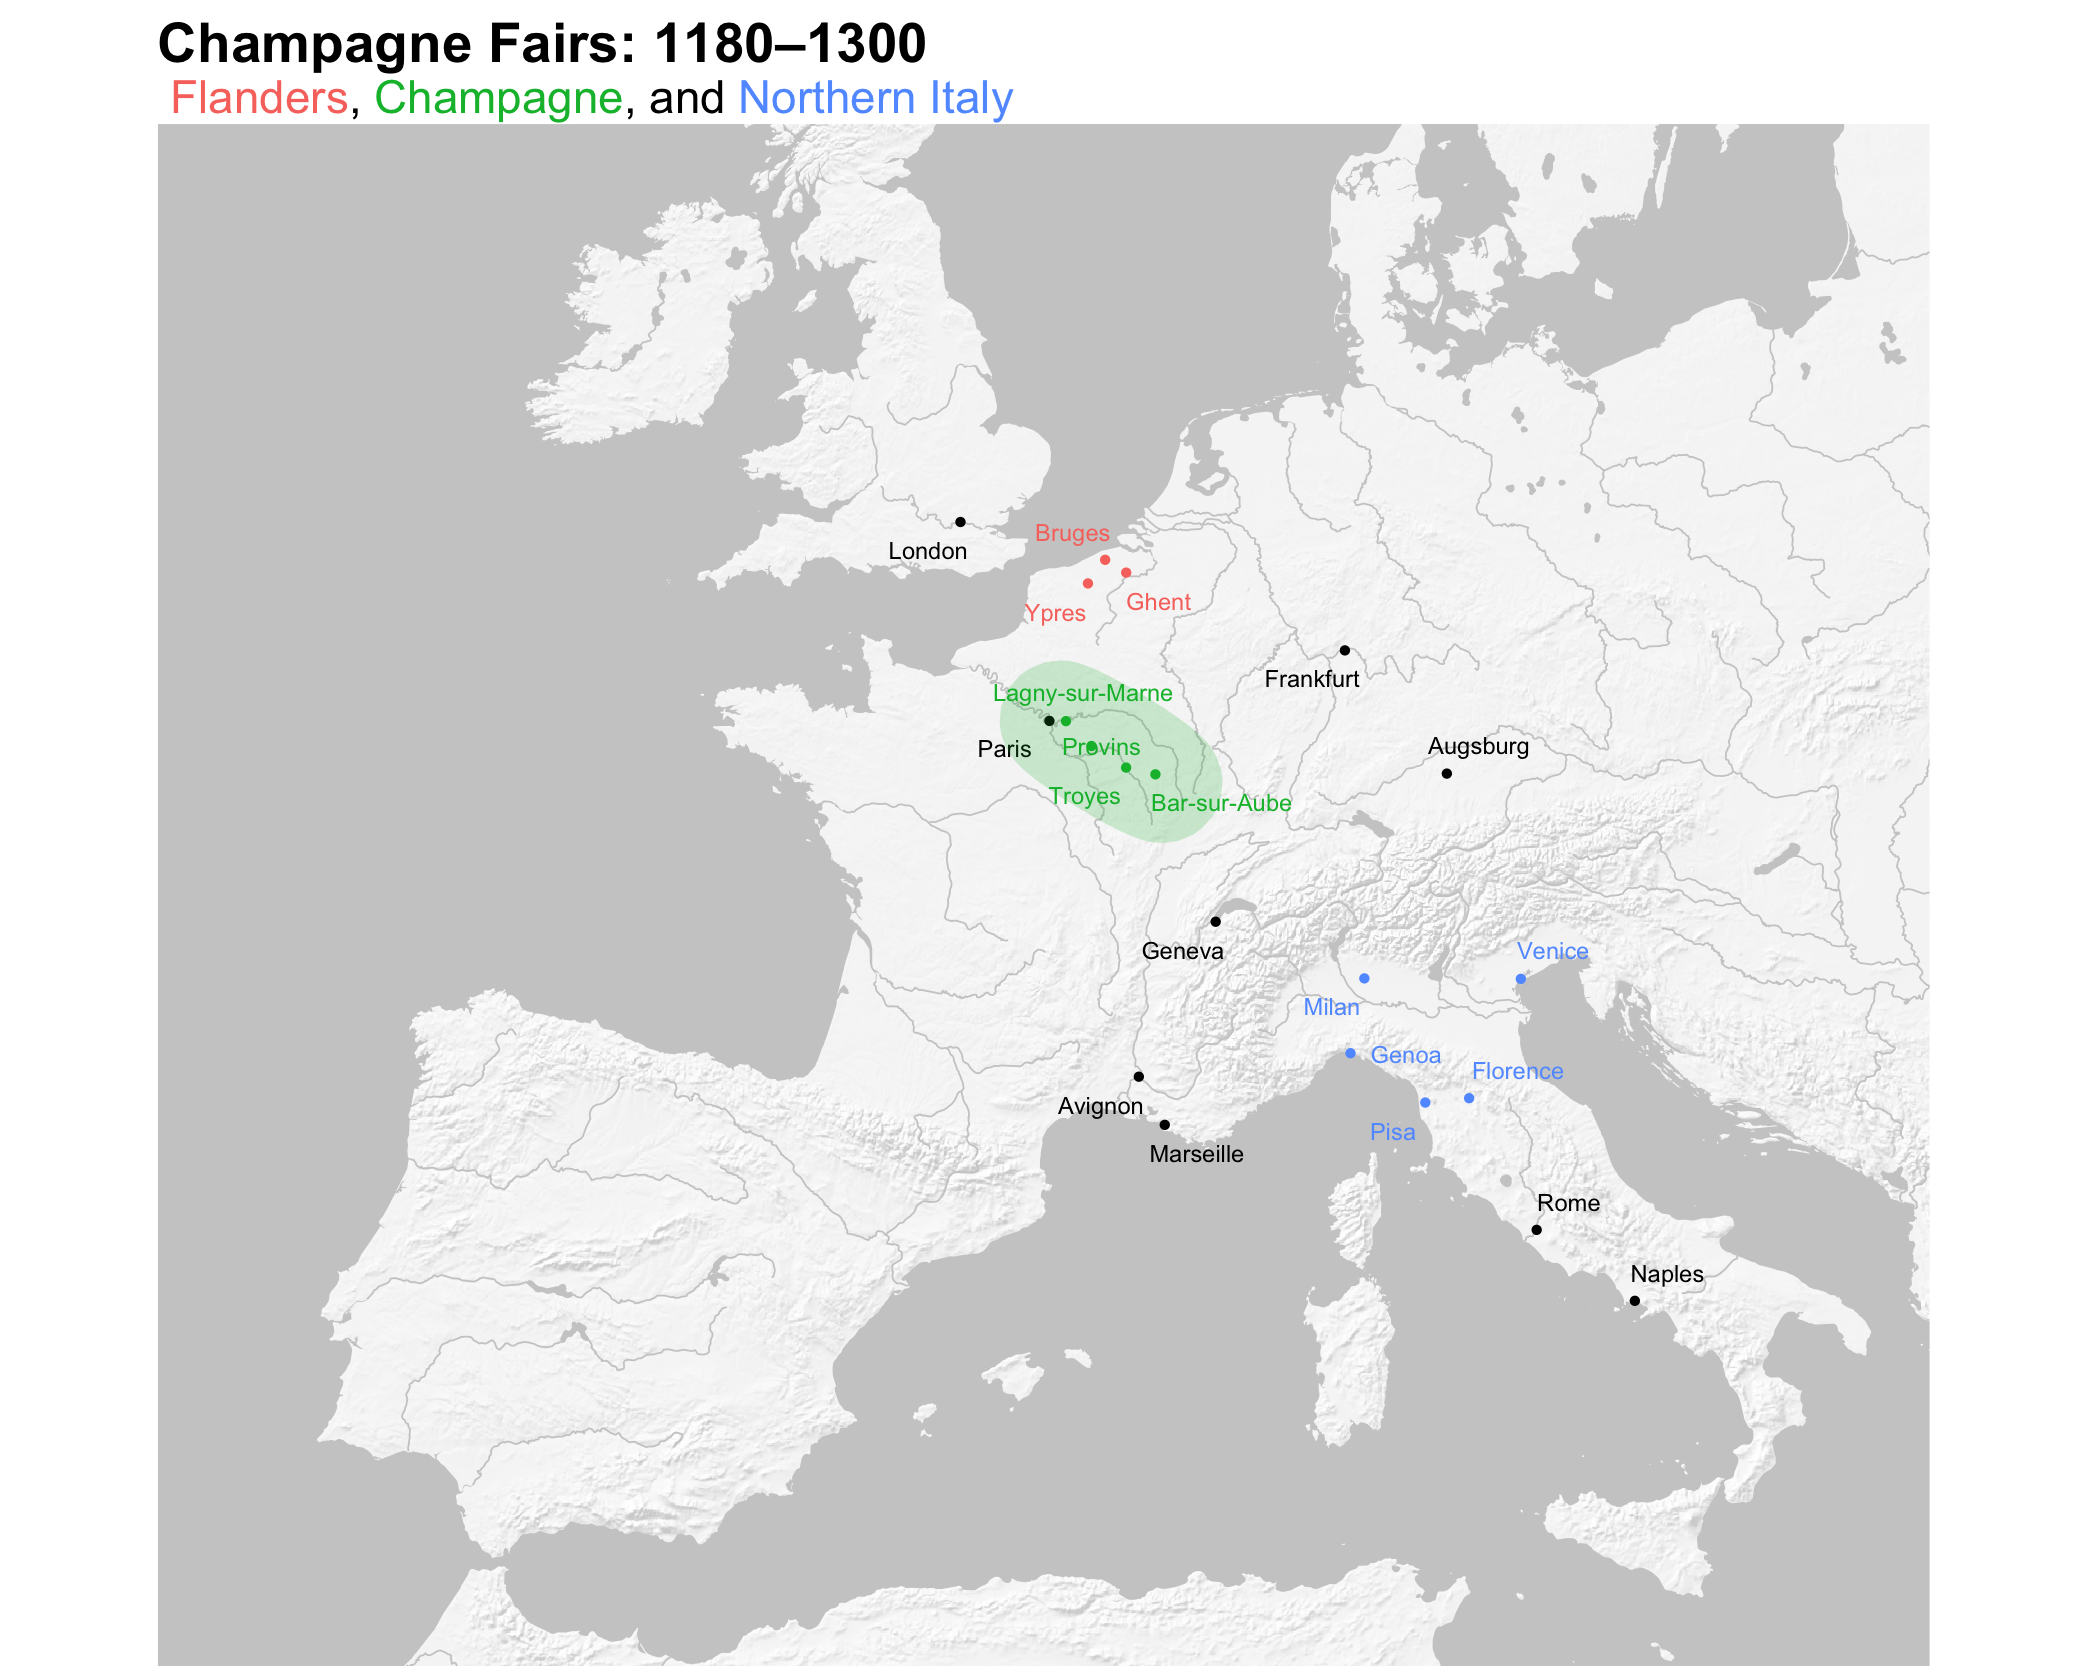 Champagne Fairs: 1180–1300
Flanders, Champagne, and Northern Italy
Bruges
London
Ghent
Ypres
Frankfurt
Lagny-sur-Marne
Paris
Provins
Augsburg
Troyes
Bar-sur-Aube
Geneva
Venice
Milan
Genoa
Florence
Avignon
Pisa
Marseille
Rome
Naples